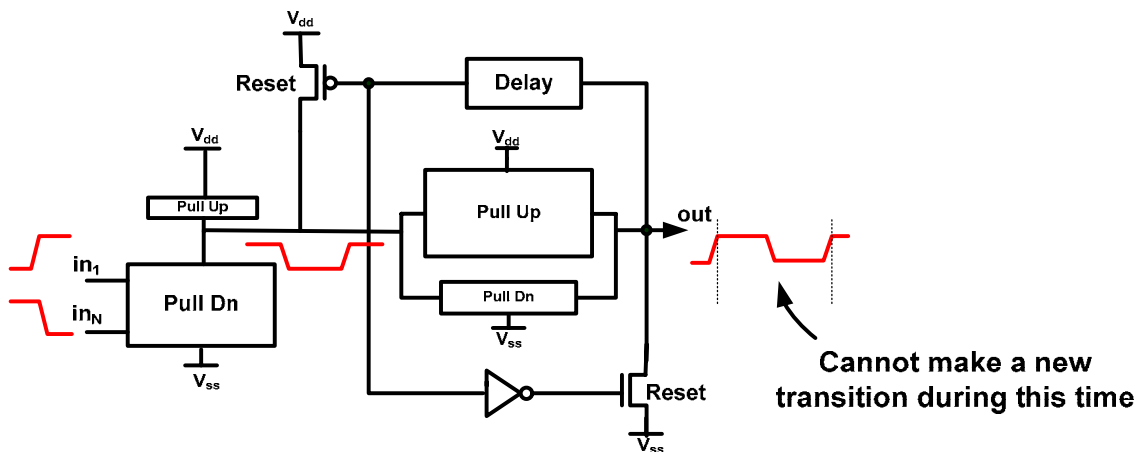 Vdd
Reset
Delay
Vdd
Pull Up
Vdd
Pull Up
out
in1
inN
Pull Dn
Pull Dn
Vss
Vss
Reset
Vss
Cannot make a new
transition during this time